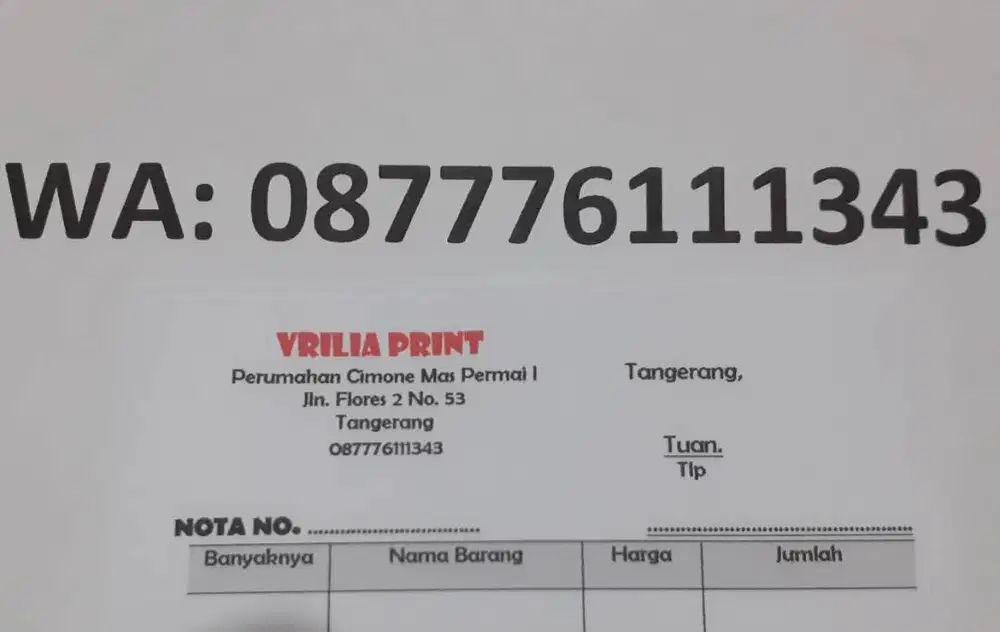 WA: 087776111343
VRILIA PRINT
Perumahan Cimone Mas Permai I
Jln. Flores 2 No. 53
Tangerang
087776111343
Tangerang,
Tuan.
Tlp
NOTA NO. ................................
Banyaknya Nama Barang Harga Jumlah